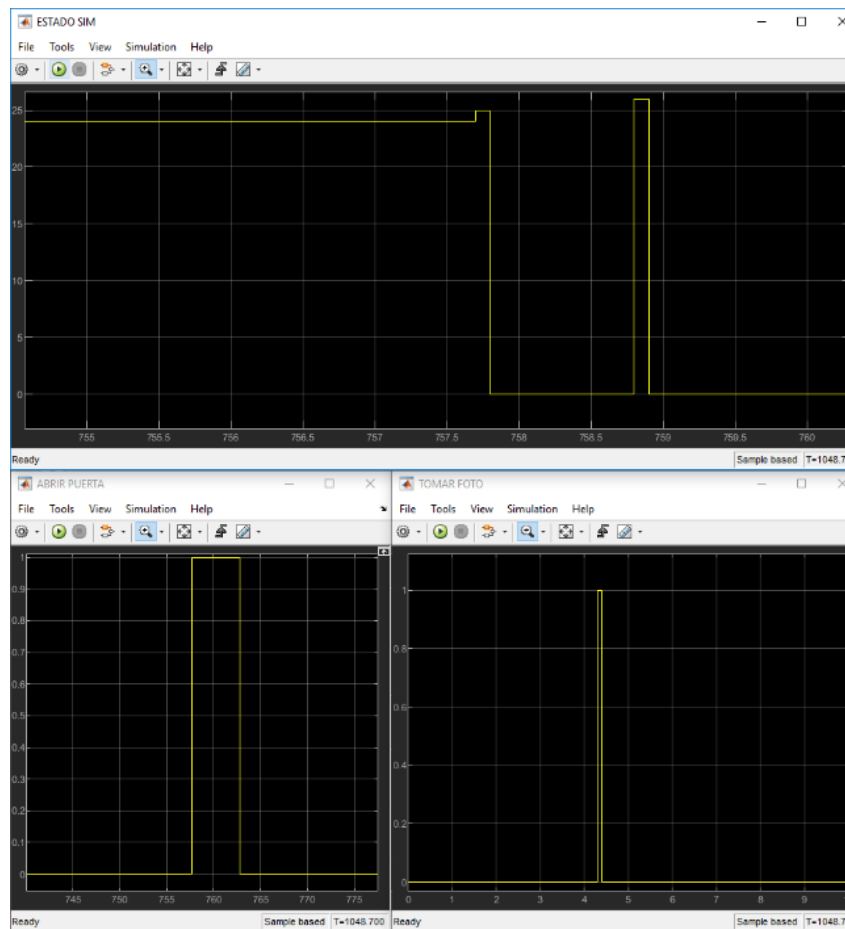 ESTADO SIM
File Tools View Simulation Help
25
20
15
10
5
0
755 755.5 756 756.5 757 757.5 758 758.5 759 759.5 760
Ready Sample based T=1048.7
ABRIR PUERTA
File Tools View Simulation Help
1
0.9
0.8
0.7
0.6
0.5
0.4
0.3
0.2
0.1
0
745 750 755 760 765 770 775
Ready Sample based T=1048.700
TOMAR FOTO
File Tools View Simulation Help
1
0.8
0.6
0.4
0.2
0
0 1 2 3 4 5 6 7 8 9
Ready Sample based T=1048.7